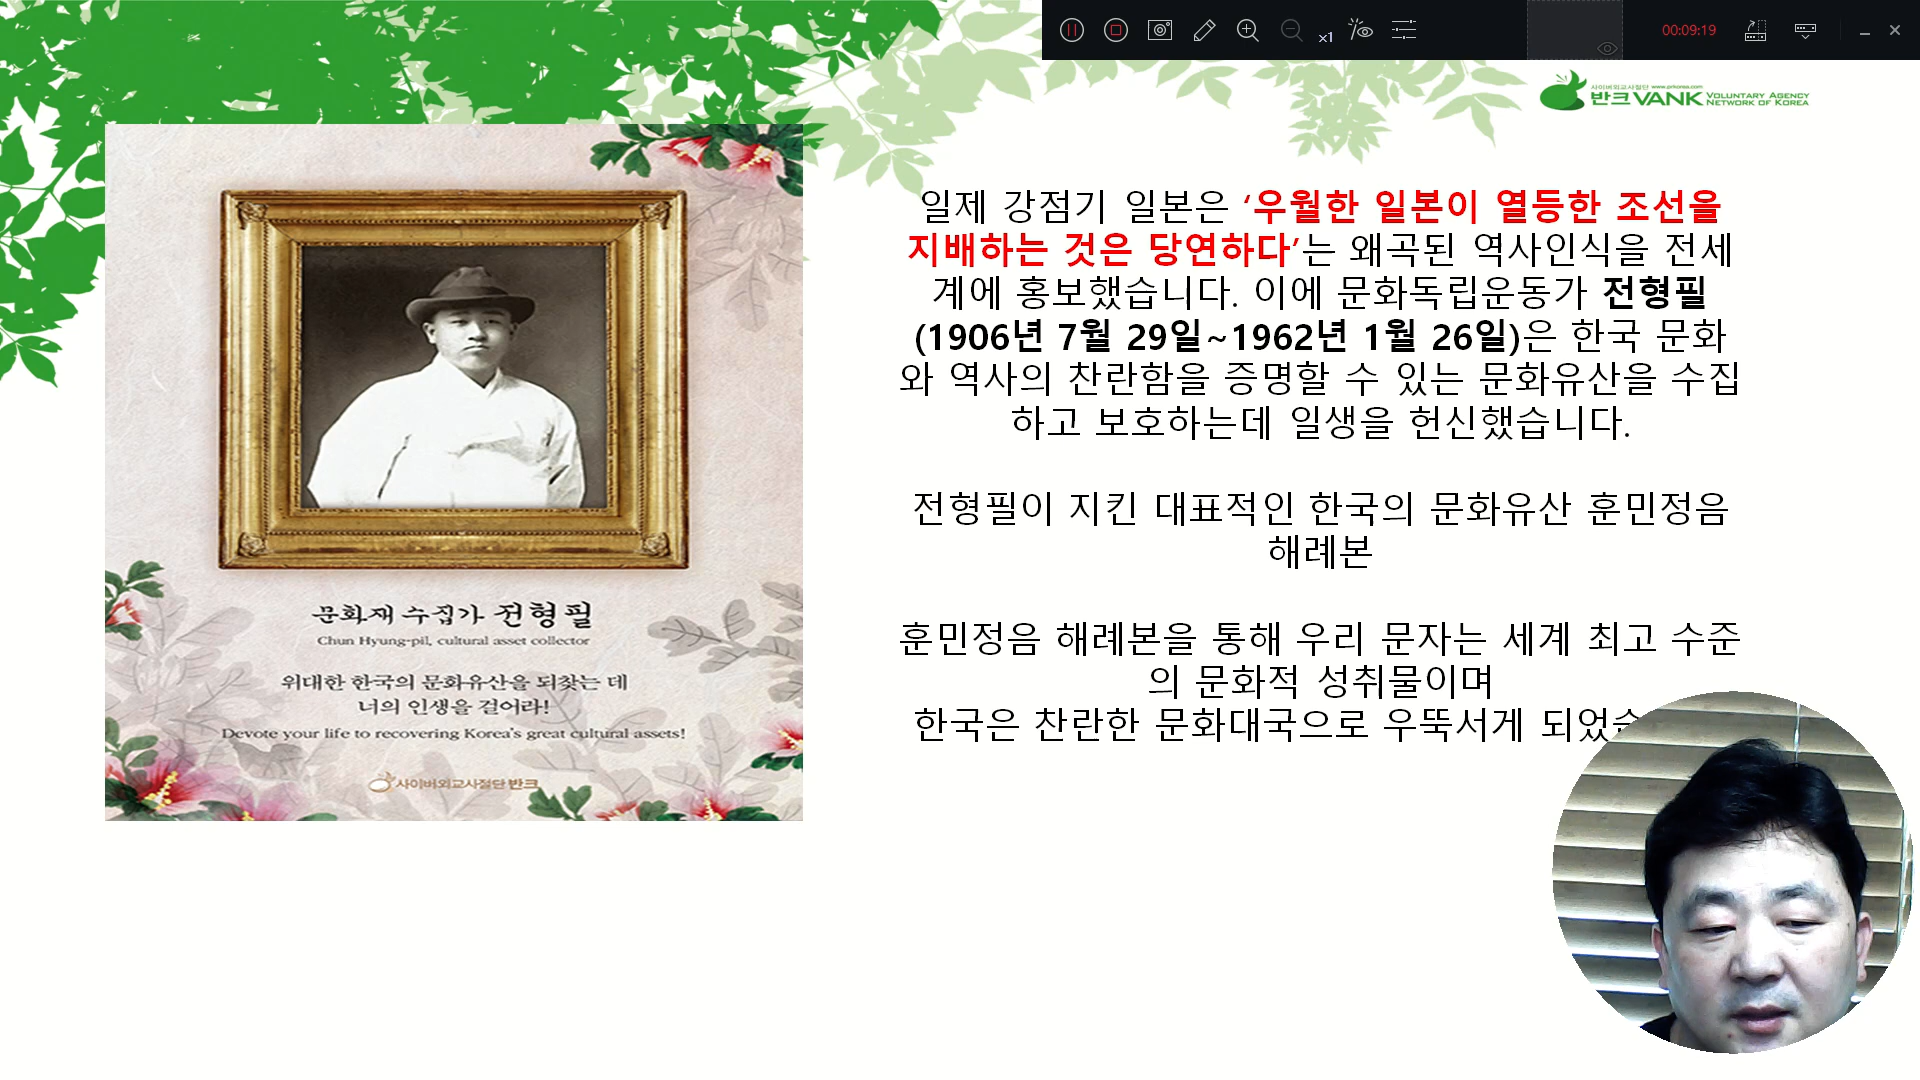 x1
00:09:19
사이버외교사절단 www.prkorea.com
반크 VANK VOLUNTARY AGENCY
NETWORK OF KOREA
일제 강점기 일본은 ‘우월한 일본이 열등한 조선을
지배하는 것은 당연하다’는 왜곡된 역사인식을 전세
계에 홍보했습니다. 이에 문화독립운동가 전형필
(1906년 7월 29일~1962년 1월 26일)은 한국 문화
와 역사의 찬란함을 증명할 수 있는 문화유산을 수집
하고 보호하는데 일생을 헌신했습니다.
전형필이 지킨 대표적인 한국의 문화유산 훈민정음
해례본
훈민정음 해례본을 통해 우리 문자는 세계 최고 수준
의 문화적 성취물이며
한국은 찬란한 문화대국으로 우뚝서게 되었
문화재 수집가 전형필
Chun Hyung-pil, cultural asset collector
위대한 한국의 문화유산을 되찾는 데
너의 인생을 걸어라!
Devote your life to recovering Korea's great cultural assets!
사이버외교사절단 반크